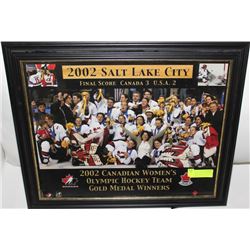 2002 SALT LAKE CITY
FINAL SCORE CANADA 3 U.S.A. 2
2002 CANADIAN WOMEN'S
OLYMPIC HOCKEY TEAM
GOLD MEDAL WINNERS